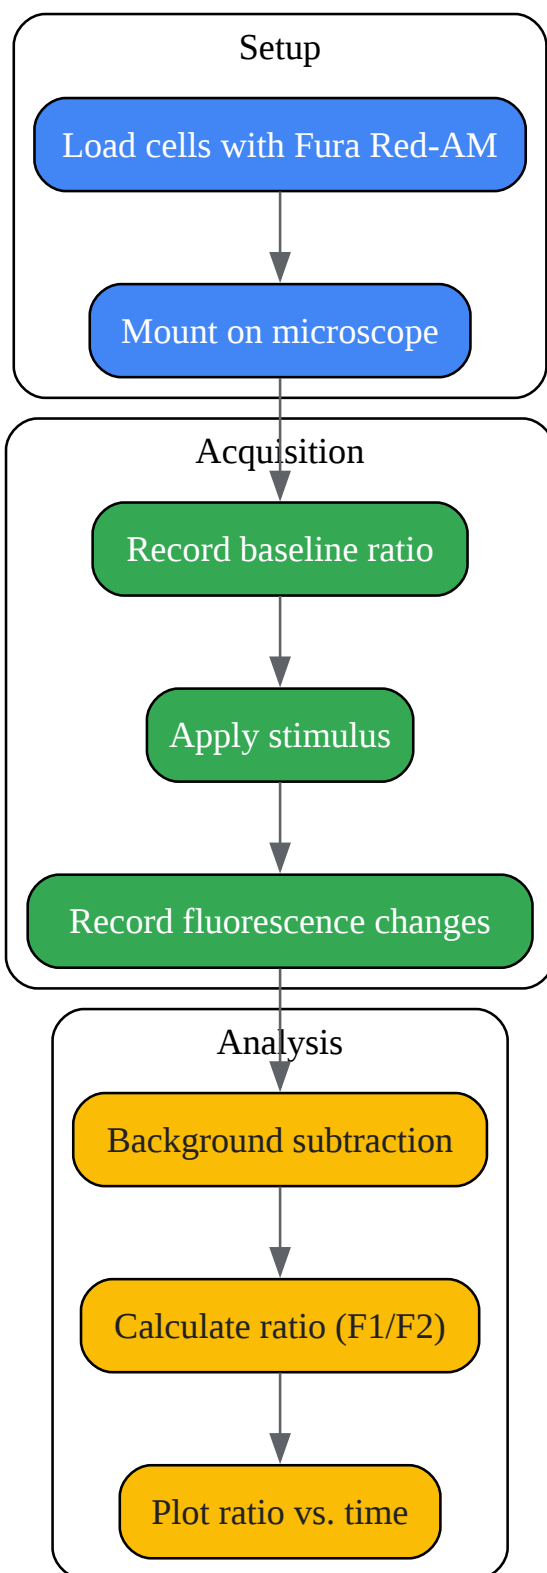 Setup
Load cells with Fura Red-AM
Mount on microscope
Acquisition
Record baseline ratio
Apply stimulus
Record fluorescence changes
Analysis
Background subtraction
Calculate ratio (F1/F2)
Plot ratio vs. time